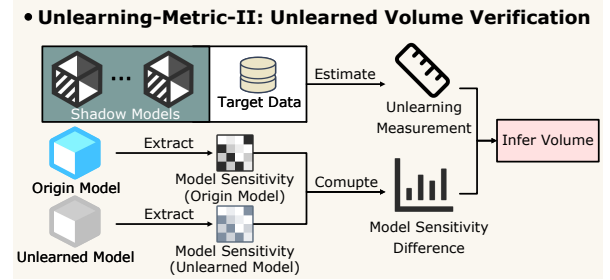 • Unlearning-Metric-II: Unlearned Volume Verification
Shadow Models
...
Target Data
Estimate
Unlearning
Measurement
Origin Model
Extract
Model Sensitivity
(Origin Model)
Comupte
Infer Volume
Unlearned Model
Extract
Model Sensitivity
(Unlearned Model)
Model Sensitivity
Difference